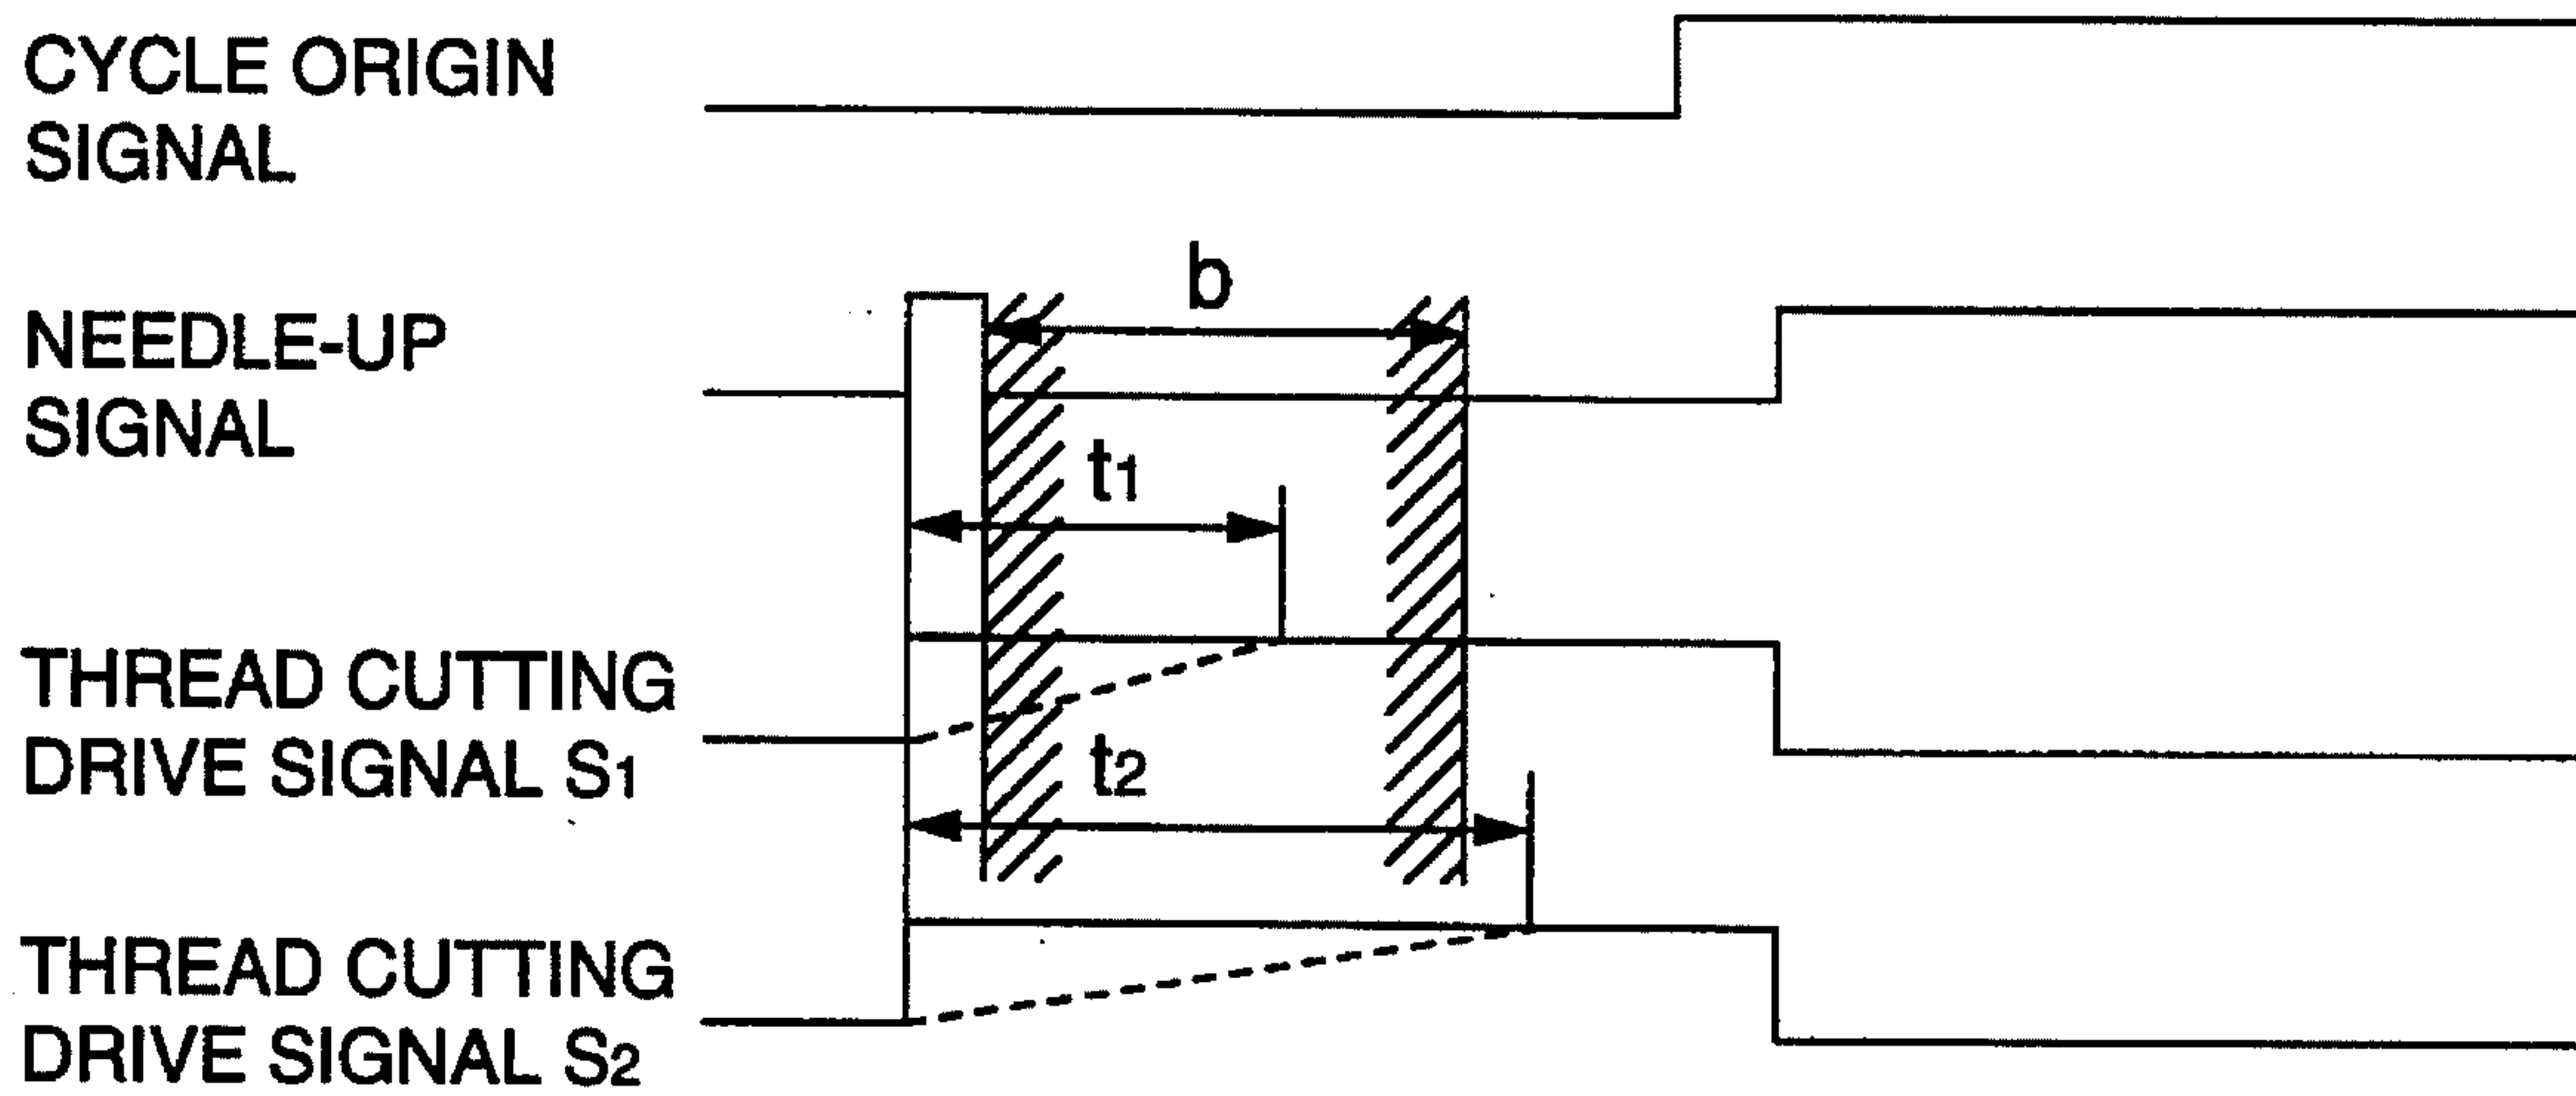 CYCLE ORIGIN
SIGNAL
b
NEEDLE-UP
SIGNAL
t1
THREAD CUTTING
DRIVE SIGNAL S1
t2
THREAD CUTTING
DRIVE SIGNAL S2